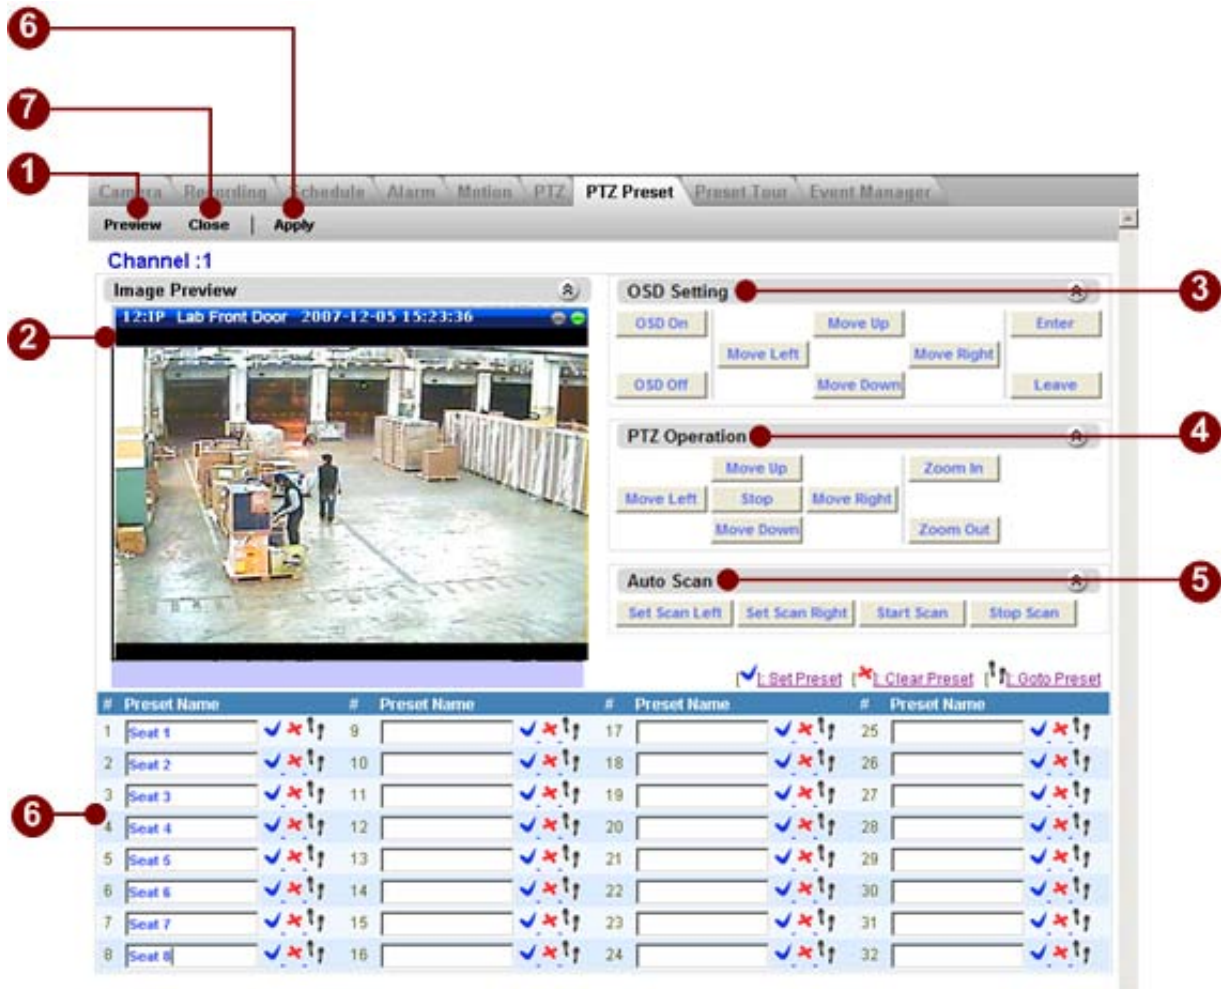 6
7
1
Camera Recording Schedule Alarm Motion PTZ PTZ Preset Preset Tour Event Manager
Preview Close | Apply
Channel :1
Image Preview
12:IP Lab Front Door 2007-12-05 15:23:36
2
OSD Setting
3
OSD On Move Up Enter
Move Left Move Right
OSD Off Move Down Leave
PTZ Operation
4
Move Up Zoom In
Move Left Stop Move Right
Move Down Zoom Out
Auto Scan
5
Set Scan Left Set Scan Right Start Scan Stop Scan
[ ]: Set Preset [ ]: Clear Preset [ ]: Goto Preset
# Preset Name # Preset Name # Preset Name # Preset Name
1 Seat 1 9 17 25
2 Seat 2 10 18 26
3 Seat 3 11 19 27
6
4 Seat 4 12 20 28
5 Seat 5 13 21 29
6 Seat 6 14 22 30
7 Seat 7 15 23 31
8 Seat 8 16 24 32